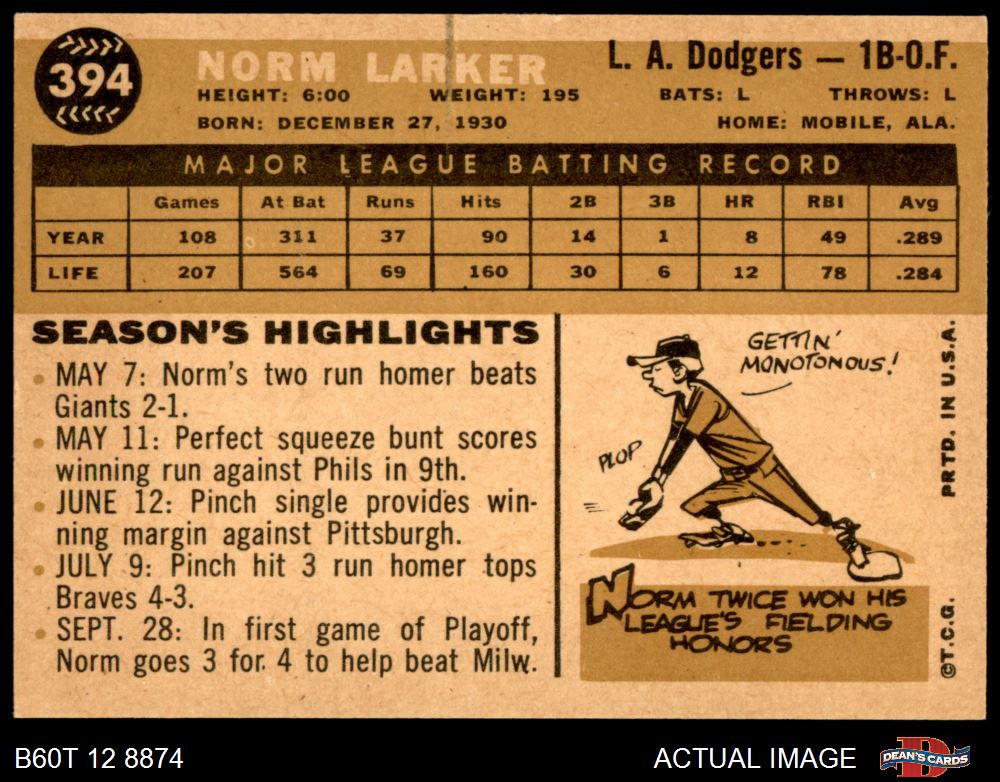 394
NORM LARKER
L. A. Dodgers — 1B-O.F.
HEIGHT: 6:00 WEIGHT: 195 BATS: L THROWS: L
BORN: DECEMBER 27, 1930 HOME: MOBILE, ALA.
MAJOR LEAGUE BATTING RECORD
Games At Bat Runs Hits 2B 3B HR RBI Avg
YEAR 108 311 37 90 14 1 8 49 .289
LIFE 207 564 69 160 30 6 12 78 .284
SEASON'S HIGHLIGHTS
• MAY 7: Norm's two run homer beats
Giants 2-1.
• MAY 11: Perfect squeeze bunt scores
winning run against Phils in 9th.
• JUNE 12: Pinch single provides win-
ning margin against Pittsburgh.
• JULY 9: Pinch hit 3 run homer tops
Braves 4-3.
• SEPT. 28: In first game of Playoff,
Norm goes 3 for 4 to help beat Milw.
GETTIN'
MONOTONOUS!
PLOP
NORM TWICE WON HIS
LEAGUE'S FIELDING
HONORS
©T.C.G. PRTD. IN U.S.A.
B60T 12 8874
ACTUAL IMAGE
DEAN'S CARDS